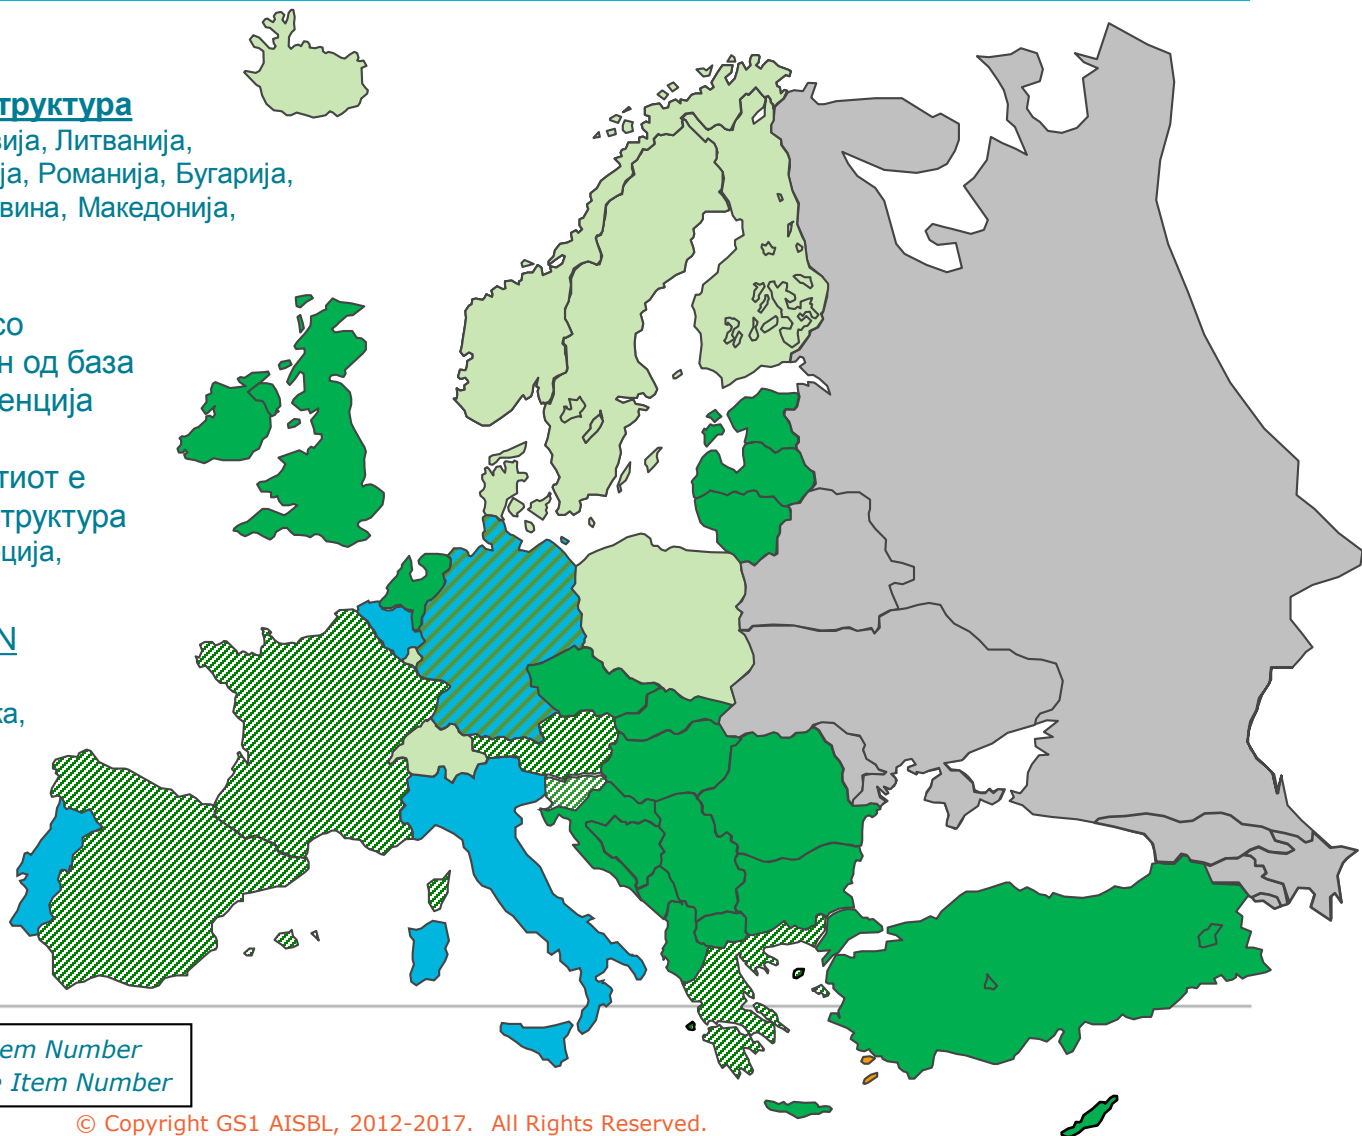 труктура
вија, Литванија,
ја, Романија, Бугарија,
вина, Македонија,
со
н од база
енција
тиот е
труктура
ција,
N
ка,
em Number
Item Number
© Copyright GS1 AISBL, 2012-2017. All Rights Reserved.